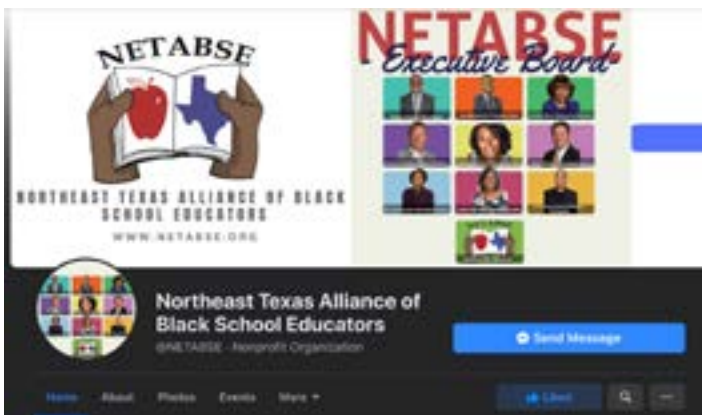 NETABSE
NORTHEAST TEXAS ALLIANCE OF BLACK
SCHOOL EDUCATORS
WWW.NETABSE.ORG
NETABSE
Executive Board
Northeast Texas Alliance of
Black School Educators
@NETABSE · Nonprofit Organization
Send Message
Home About Photos Events More
Liked